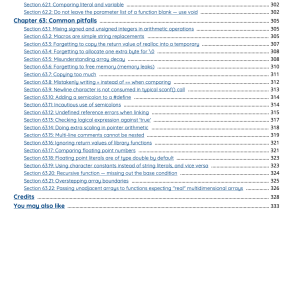 Section 62.1: Comparing literal and variable 302
Section 62.2: Do not leave the parameter list of a function blank — use void 302
Chapter 63: Common pitfalls 305
Section 63.1: Mixing signed and unsigned integers in arithmetic operations 305
Section 63.2: Macros are simple string replacements 305
Section 63.3: Forgetting to copy the return value of realloc into a temporary 307
Section 63.4: Forgetting to allocate one extra byte for \0 308
Section 63.5: Misunderstanding array decay 308
Section 63.6: Forgetting to free memory (memory leaks) 310
Section 63.7: Copying too much 311
Section 63.8: Mistakenly writing = instead of == when comparing 312
Section 63.9: Newline character is not consumed in typical scanf() call 313
Section 63.10: Adding a semicolon to a #define 314
Section 63.11: Incautious use of semicolons 314
Section 63.12: Undefined reference errors when linking 315
Section 63.13: Checking logical expression against 'true' 317
Section 63.14: Doing extra scaling in pointer arithmetic 318
Section 63.15: Multi-line comments cannot be nested 319
Section 63.16: Ignoring return values of library functions 321
Section 63.17: Comparing floating point numbers 321
Section 63.18: Floating point literals are of type double by default 323
Section 63.19: Using character constants instead of string literals, and vice versa 323
Section 63.20: Recursive function — missing out the base condition 324
Section 63.21: Overstepping array boundaries 325
Section 63.22: Passing unadjacent arrays to functions expecting "real" multidimensional arrays 326
Credits 328
You may also like 333